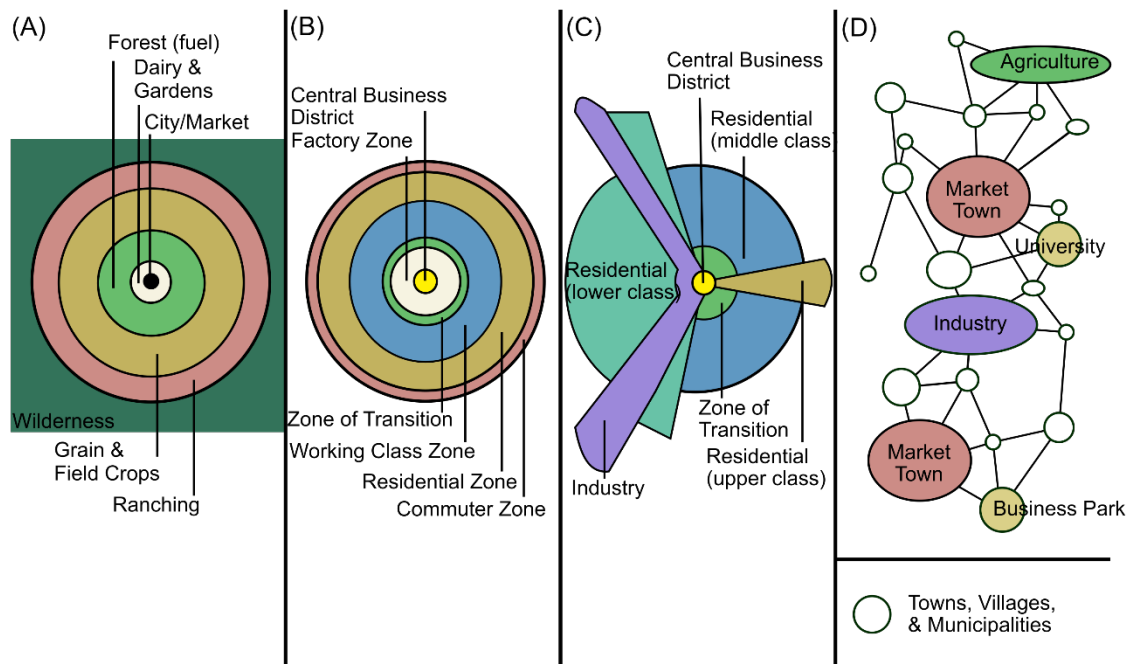 (A)
Forest (fuel)
Dairy &
Gardens
City/Market
Wilderness
Grain &
Field Crops
Ranching
(B)
Central Business
District
Factory Zone
Zone of Transition
Working Class Zone
Residential Zone
Commuter Zone
(C)
Central Business
District
Residential
(middle class)
Residential
(lower class)
Zone of
Transition
Residential
(upper class)
Industry
(D)
Agriculture
Market
Town
University
Industry
Market
Town
Business Park
Towns, Villages,
& Municipalities